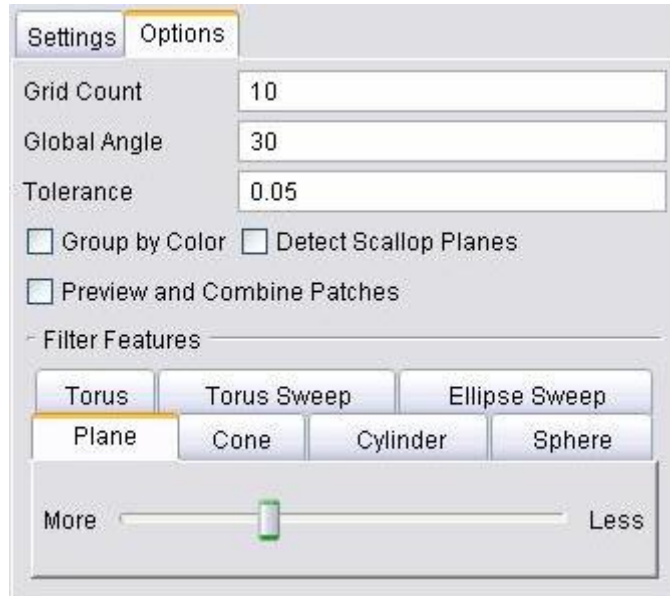 Settings Options
Grid Count 10
Global Angle 30
Tolerance 0.05
Group by Color Detect Scallop Planes
Preview and Combine Patches
Filter Features
Torus Torus Sweep Ellipse Sweep
Plane Cone Cylinder Sphere
More Less